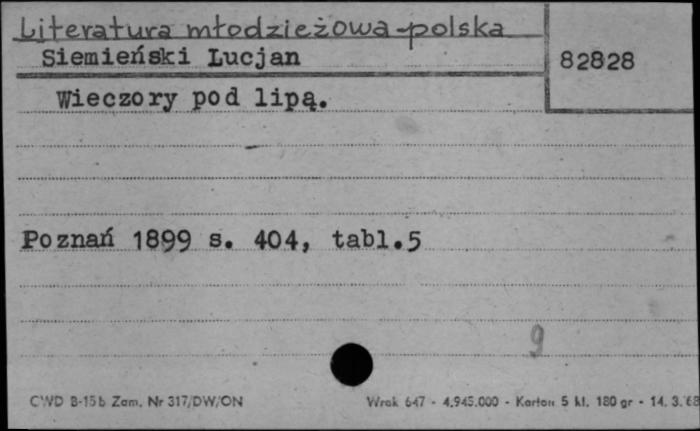 Literatura młodzieżowa-polska
Siemieński Lucjan
82828
Wieczory pod lipą.
Poznań 1899 s. 404, tabl.5
9
CWD B-15b Zam. Nr 317/DW/ON
Wrak 647 - 4.945.000 - Karton 5 kl. 180 gr - 14. 3.68